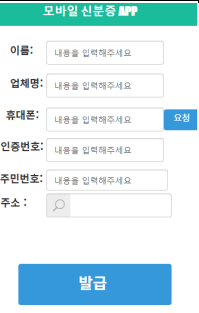 모바일 신분증 APP
이름: 내용을 입력해주세요
업체명: 내용을 입력해주세요
휴대폰: 내용을 입력해주세요 요청
인증번호: 내용을 입력해주세요
주민번호: 내용을 입력해주세요
주소 :
발급